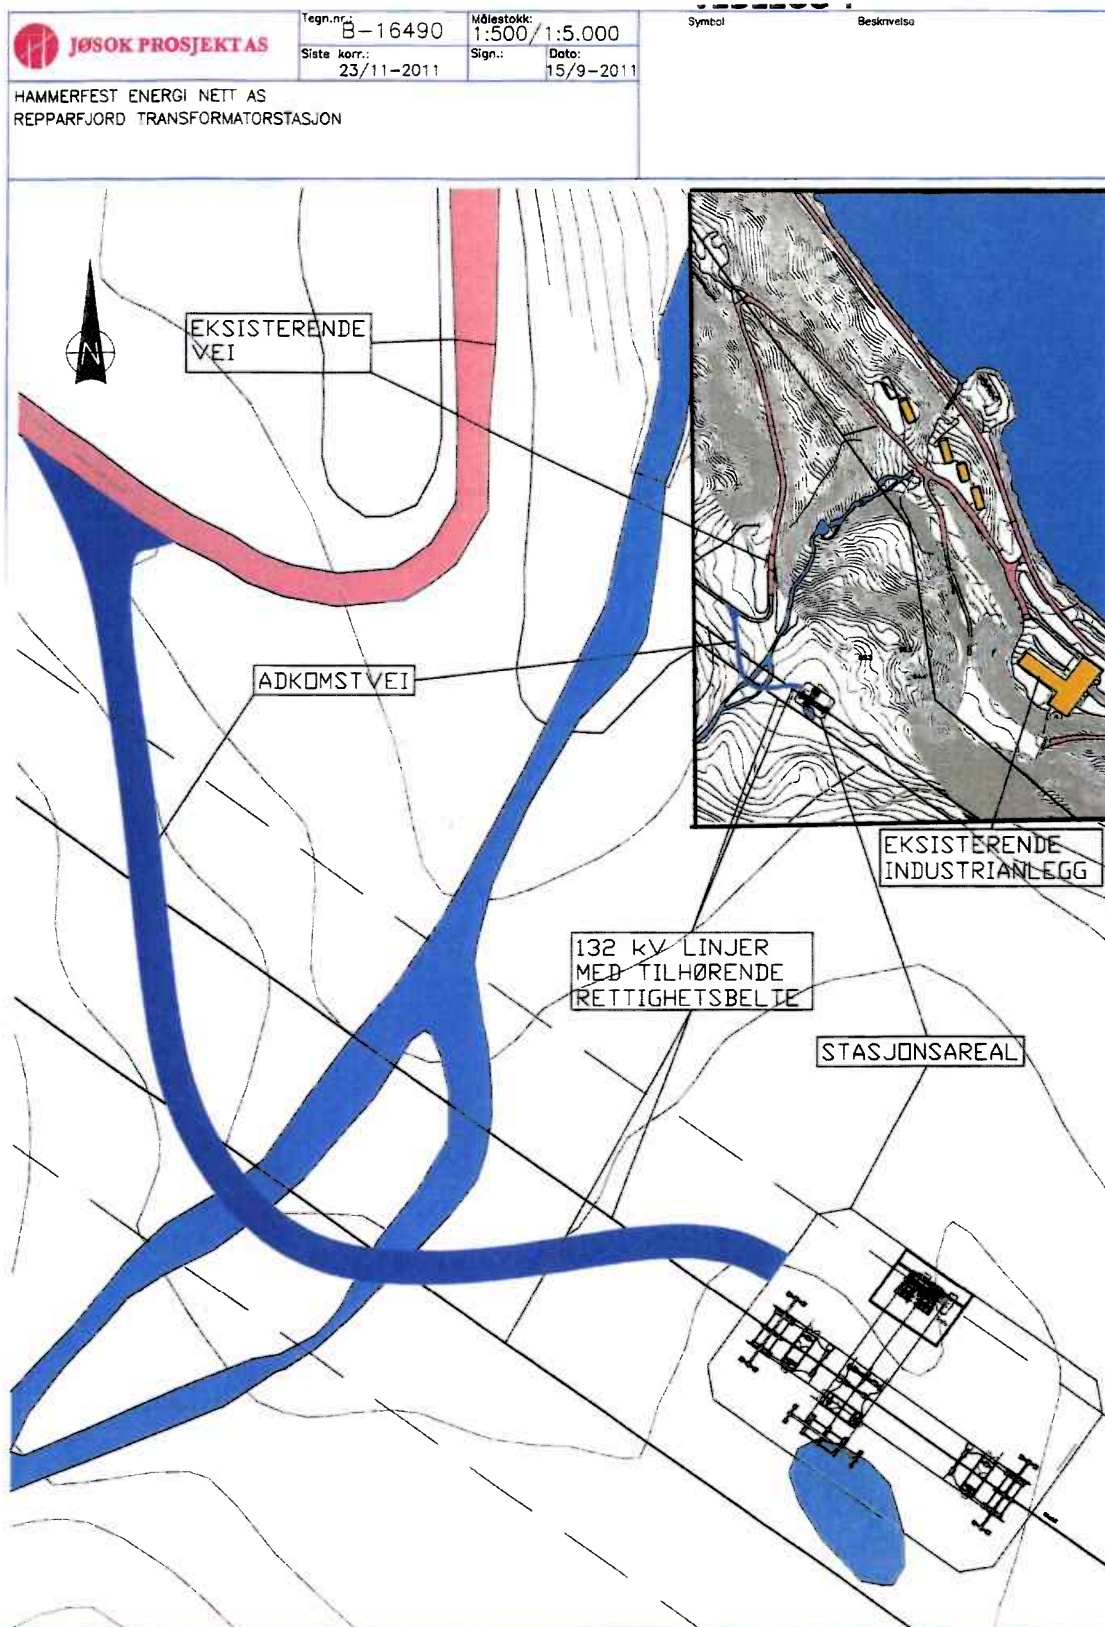 JØSOK PROSJEKT AS
Tegn.nr.:
B-16490
Målestokk:
1:500/1:5.000
Siste korr.:
23/11-2011
Sign.:
Dato:
15/9-2011
Symbol
Beskrivelse
HAMMERFEST ENERGI NETT AS
REPPARFJORD TRANSFORMATORSTASJON
N
EKSISTERENDE
VEI
ADKOMSTVEI
EKSISTERENDE
INDUSTRIANLEGG
132 kV LINJER
MED TILHØRENDE
RETTIGHETSBELTE
STASJONSAREAL